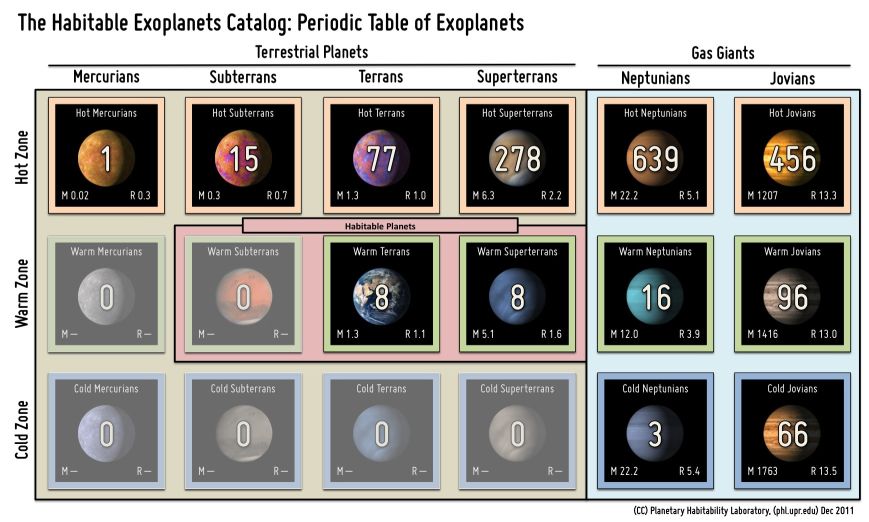 The Habitable Exoplanets Catalog: Periodic Table of Exoplanets
Terrestrial Planets
Gas Giants
Mercurians
Subterrans
Terrans
Superterrans
Neptunians
Jovians
Hot Zone
Hot Mercurians
1
M 0.02 R 0.3
Hot Subterrans
15
M 0.3 R 0.7
Hot Terrans
77
M 1.3 R 1.0
Hot Superterrans
278
M 6.3 R 2.2
Hot Neptunians
639
M 22.2 R 5.1
Hot Jovians
456
M 1207 R 13.3
Habitable Planets
Warm Zone
Warm Mercurians
0
M — R —
Warm Subterrans
0
M — R —
Warm Terrans
8
M 1.3 R 1.1
Warm Superterrans
8
M 5.1 R 1.6
Warm Neptunians
16
M 12.0 R 3.9
Warm Jovians
96
M 1416 R 13.0
Cold Zone
Cold Mercurians
0
M — R —
Cold Subterrans
0
M — R —
Cold Terrans
0
M — R —
Cold Superterrans
0
M — R —
Cold Neptunians
3
M 22.2 R 5.4
Cold Jovians
66
M 1763 R 13.5
(CC) Planetary Habitability Laboratory, (phl.upr.edu) Dec 2011